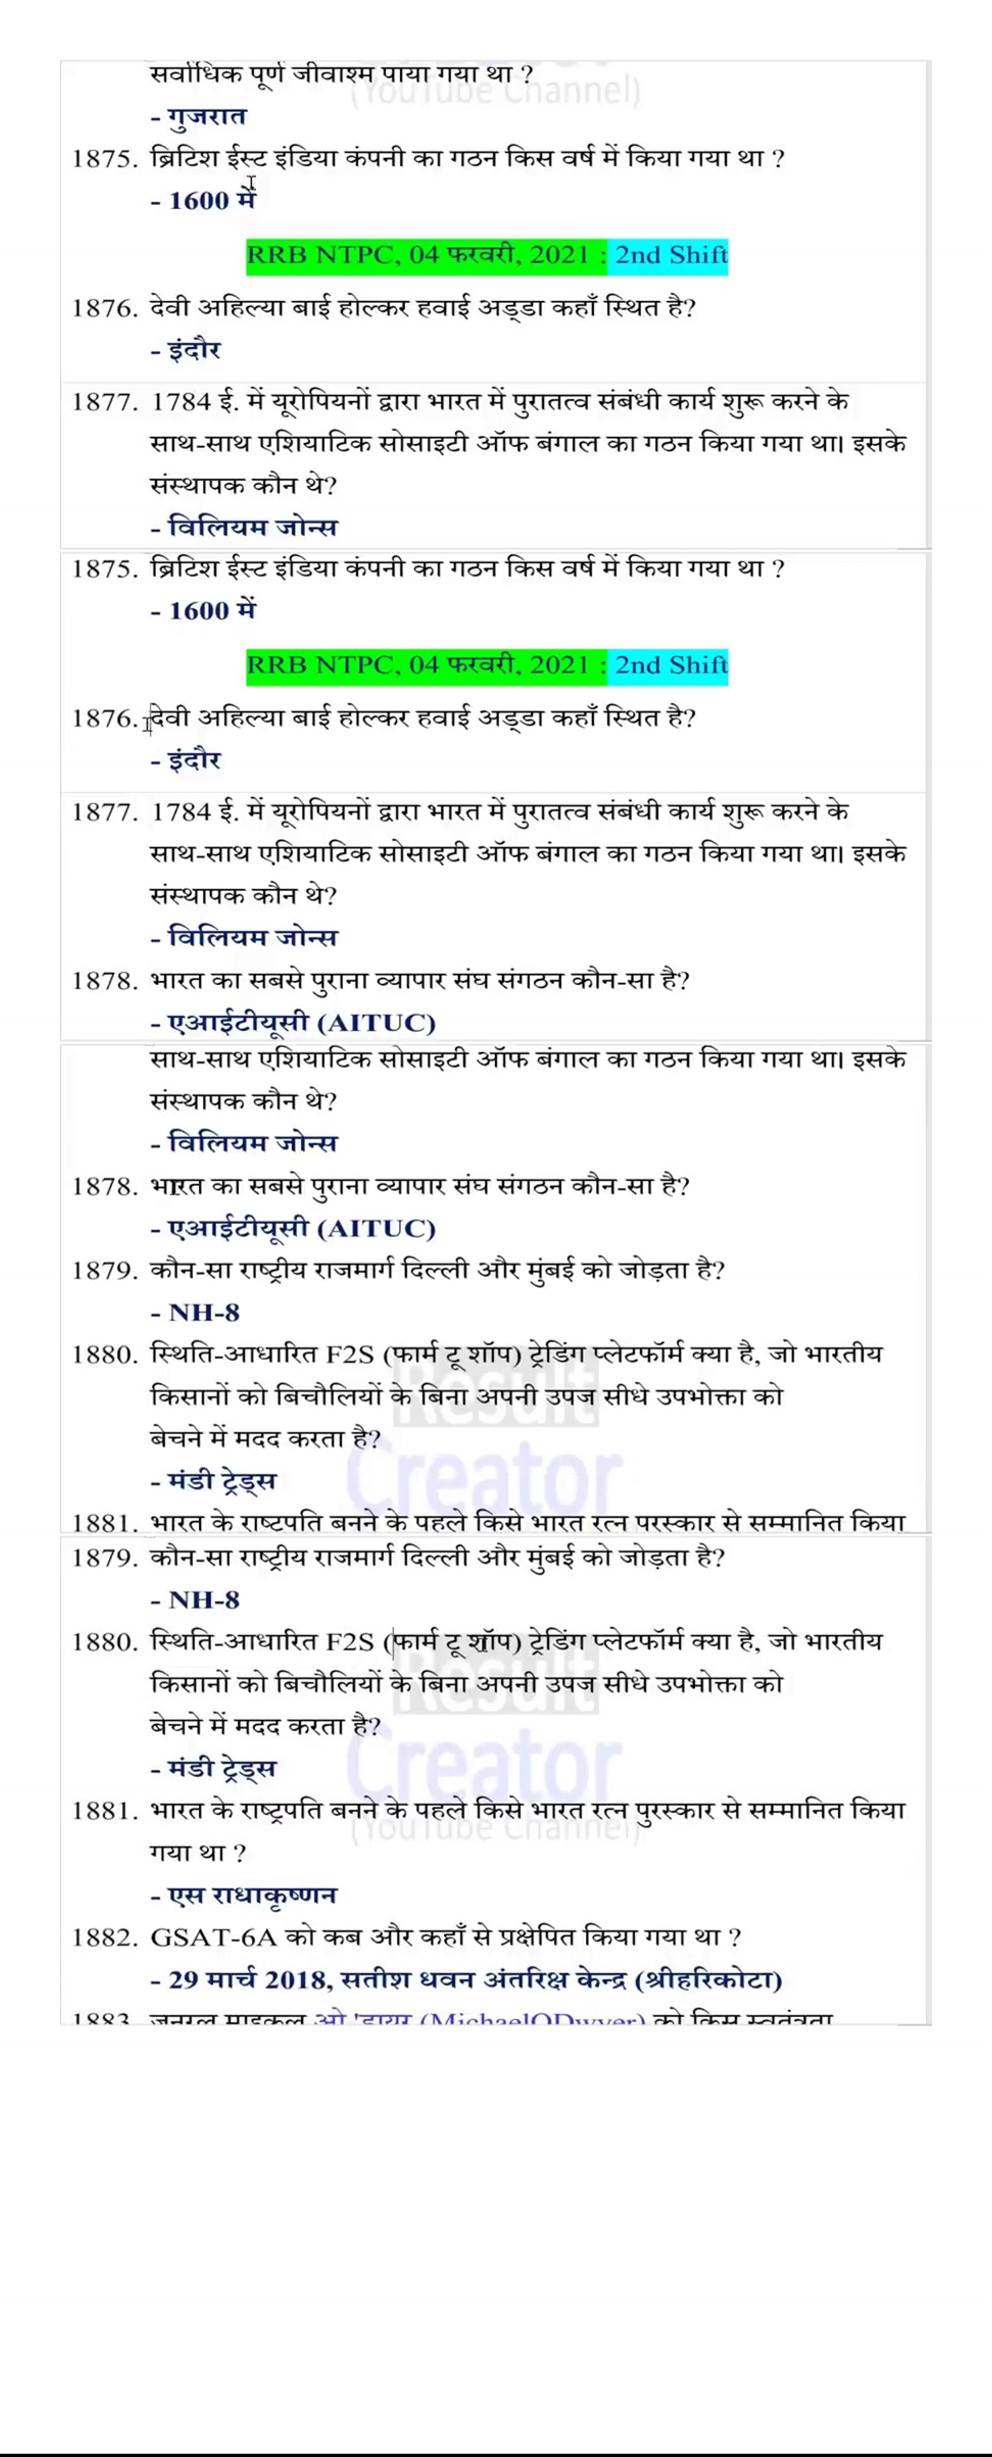 सर्वाधिक पूर्ण जीवाश्म पाया गया था ?
(YouTube Channel)
- गुजरात
1875. ब्रिटिश ईस्ट इंडिया कंपनी का गठन किस वर्ष में किया गया था ?
- 1600 में
RRB NTPC, 04 फरवरी, 2021 : 2nd Shift
1876. देवी अहिल्या बाई होल्कर हवाई अड्डा कहाँ स्थित है?
- इंदौर
1877. 1784 ई. में यूरोपियनों द्वारा भारत में पुरातत्व संबंधी कार्य शुरू करने के
साथ-साथ एशियाटिक सोसाइटी ऑफ बंगाल का गठन किया गया था। इसके
संस्थापक कौन थे?
- विलियम जोन्स
1875. ब्रिटिश ईस्ट इंडिया कंपनी का गठन किस वर्ष में किया गया था ?
- 1600 में
RRB NTPC, 04 फरवरी, 2021 : 2nd Shift
1876. देवी अहिल्या बाई होल्कर हवाई अड्डा कहाँ स्थित है?
- इंदौर
1877. 1784 ई. में यूरोपियनों द्वारा भारत में पुरातत्व संबंधी कार्य शुरू करने के
साथ-साथ एशियाटिक सोसाइटी ऑफ बंगाल का गठन किया गया था। इसके
संस्थापक कौन थे?
- विलियम जोन्स
1878. भारत का सबसे पुराना व्यापार संघ संगठन कौन-सा है?
- एआईटीयूसी (AITUC)
साथ-साथ एशियाटिक सोसाइटी ऑफ बंगाल का गठन किया गया था। इसके
संस्थापक कौन थे?
- विलियम जोन्स
1878. भारत का सबसे पुराना व्यापार संघ संगठन कौन-सा है?
- एआईटीयूसी (AITUC)
1879. कौन-सा राष्ट्रीय राजमार्ग दिल्ली और मुंबई को जोड़ता है?
- NH-8
1880. स्थिति-आधारित F2S (फार्म टू शॉप) ट्रेडिंग प्लेटफॉर्म क्या है, जो भारतीय
किसानों को बिचौलियों के बिना अपनी उपज सीधे उपभोक्ता को
Result
बेचने में मदद करता है?
- मंडी ट्रेड्स
Creator
1881. भारत के राष्टपति बनने के पहले किसे भारत रत्न परस्कार से सम्मानित किया
1879. कौन-सा राष्ट्रीय राजमार्ग दिल्ली और मुंबई को जोड़ता है?
- NH-8
1880. स्थिति-आधारित F2S (फार्म टू शॉप) ट्रेडिंग प्लेटफॉर्म क्या है, जो भारतीय
किसानों को बिचौलियों के बिना अपनी उपज सीधे उपभोक्ता को
Result
बेचने में मदद करता है?
- मंडी ट्रेड्स
Creator
1881. भारत के राष्ट्रपति बनने के पहले किसे भारत रत्न पुरस्कार से सम्मानित किया
(YouTube Channel)
गया था ?
- एस राधाकृष्णन
1882. GSAT-6A को कब और कहाँ से प्रक्षेपित किया गया था ?
- 29 मार्च 2018, सतीश धवन अंतरिक्ष केन्द्र (श्रीहरिकोटा)
1883. जनरल माइकल ओ 'डायर (MichaelODwyer) को किस स्वतंत्रता